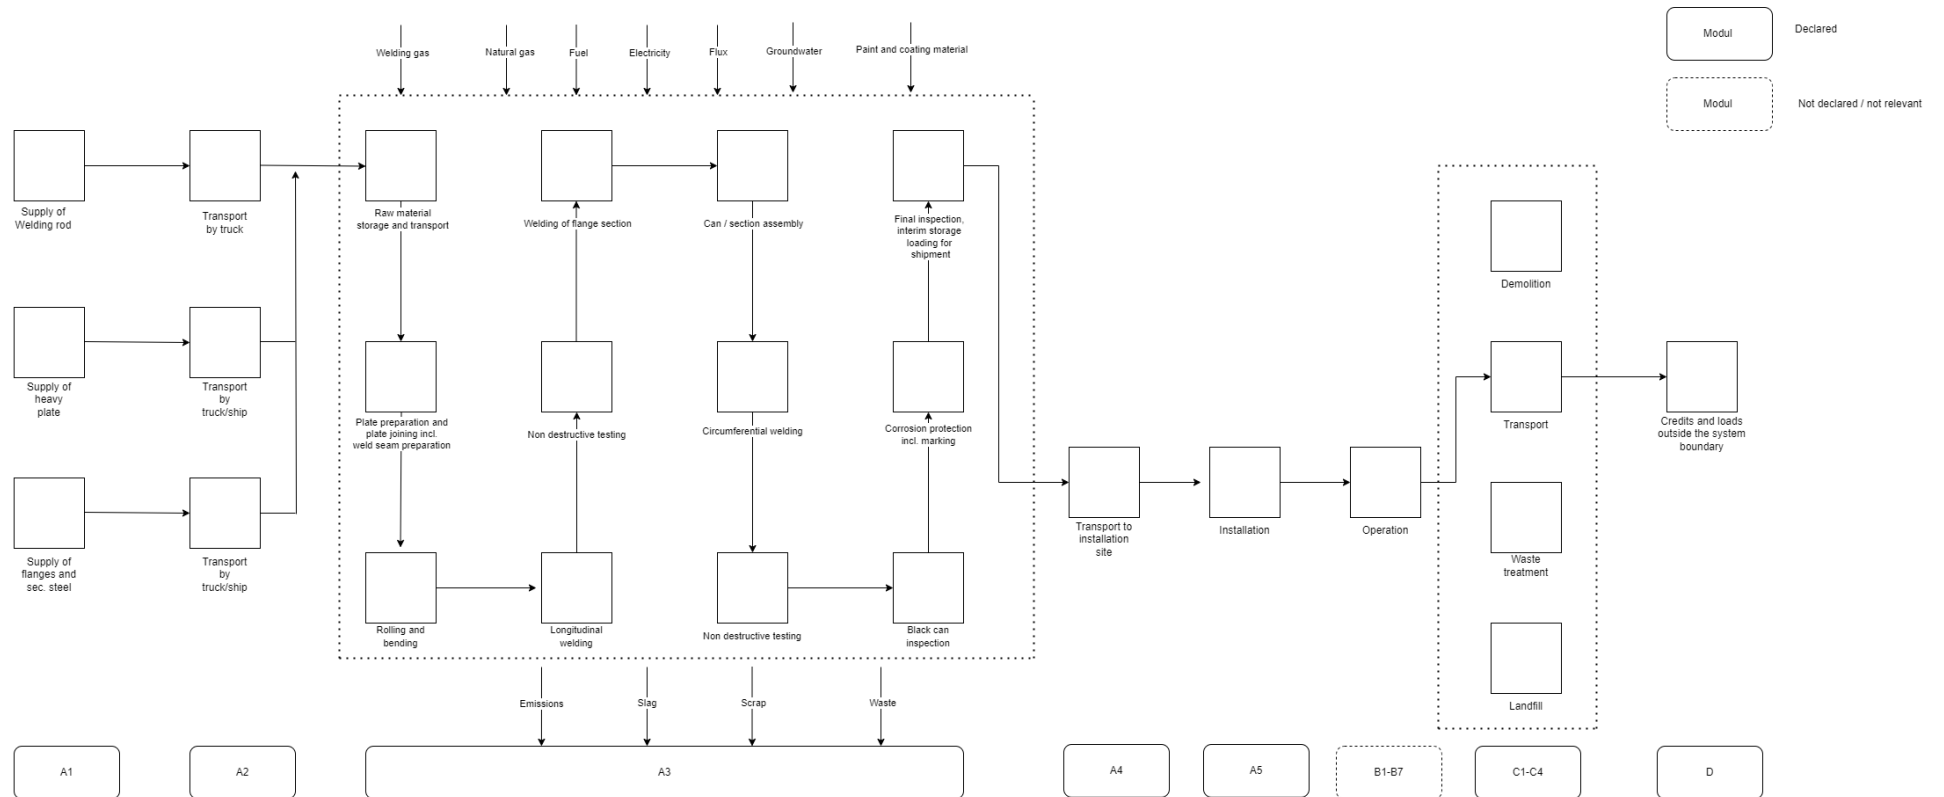 Welding gas
Natural gas
Fuel
Electricity
Flux
Groundwater
Paint and coating material
Modul
Declared
Modul
Not declared / not relevant
Supply of
Welding rod
Transport
by truck
Raw material
storage and transport
Welding of flange section
Can / section assembly
Final inspection,
interim storage
loading for
shipment
Demolition
Supply of
heavy
plate
Transport
by
truck/ship
Plate preparation and
plate joining incl.
weld seam preparation
Non destructive testing
Circumferential welding
Corrosion protection
incl. marking
Transport
Credits and loads
outside the system
boundary
Supply of
flanges and
sec. steel
Transport
by
truck/ship
Transport to
installation
site
Installation
Operation
Waste
treatment
Rolling and
bending
Longitudinal
welding
Non destructive testing
Black can
inspection
Landfill
Emissions
Slag
Scrap
Waste
A1
A2
A3
A4
A5
B1-B7
C1-C4
D